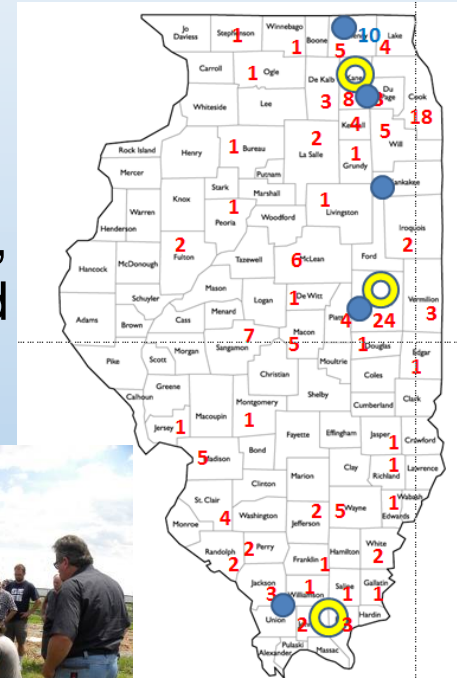 Jo Daviess
Winnebago
Boone
Lake
1
1
10
5
4
Carroll
Ogie
1
De Kalb
Kane
Du Page
Cook
Whiteside
Lee
3
8
3
18
Kendall
4
5
Will
Rock Island
Henry
1
Bureau
2
La Salle
1
Grundy
Mercer
Putnam
Stark
Marshall
Knox
1
Peoria
Woodford
1
Livingston
Warren
Henderson
Iroquois
2
,
2
Fulton
Tazewell
6
McLean
Ford
Hancock
McDonough
d
Mason
Logan
1
De Witt
Schuyler
Menard
Vermilion
Adams
Brown
Cass
4
24
3
Macon
7
Sangamon
5
1
Douglas
Edgar
1
Pike
Scott
Morgan
Christian
Moultrie
Coles
Greene
Shelby
Cumberland
Clark
Calhoun
Macoupin
Montgomery
1
Jersey
1
Fayette
Effingham
Jasper
1
Crawford
5
Madison
Bond
Clay
1
Richland
Lawrence
Clinton
Marion
St. Clair
Washington
2
Jefferson
5
Wayne
1
Wabash
Edwards
4
Monroe
Randolph
2
2
Perry
Franklin
1
Hamilton
White
2
Jackson
3
1
Williamson
Saline
1
Gallatin
1
Union
2
3
Hardin
Pulaski
Alexander
Massac